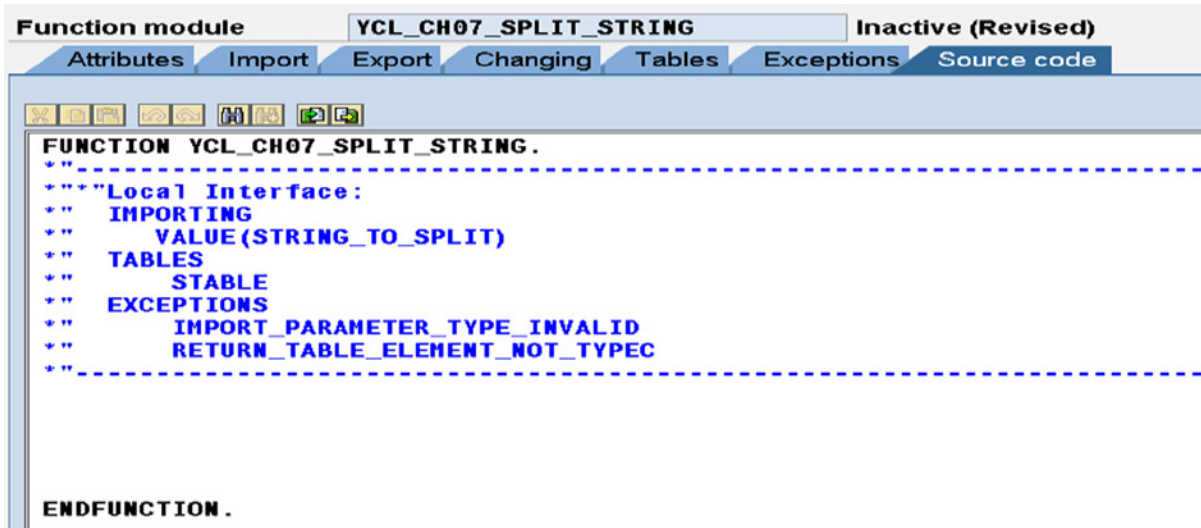 Function module YCL_CH07_SPLIT_STRING Inactive (Revised)
Attributes Import Export Changing Tables Exceptions Source code
FUNCTION YCL_CH07_SPLIT_STRING.
*"----------------------------------------------------------------------
*"*"Local Interface:
*"  IMPORTING
*"     VALUE(STRING_TO_SPLIT)
*"  TABLES
*"      STABLE
*"  EXCEPTIONS
*"      IMPORT_PARAMETER_TYPE_INVALID
*"      RETURN_TABLE_ELEMENT_NOT_TYPEC
*"----------------------------------------------------------------------
ENDFUNCTION.